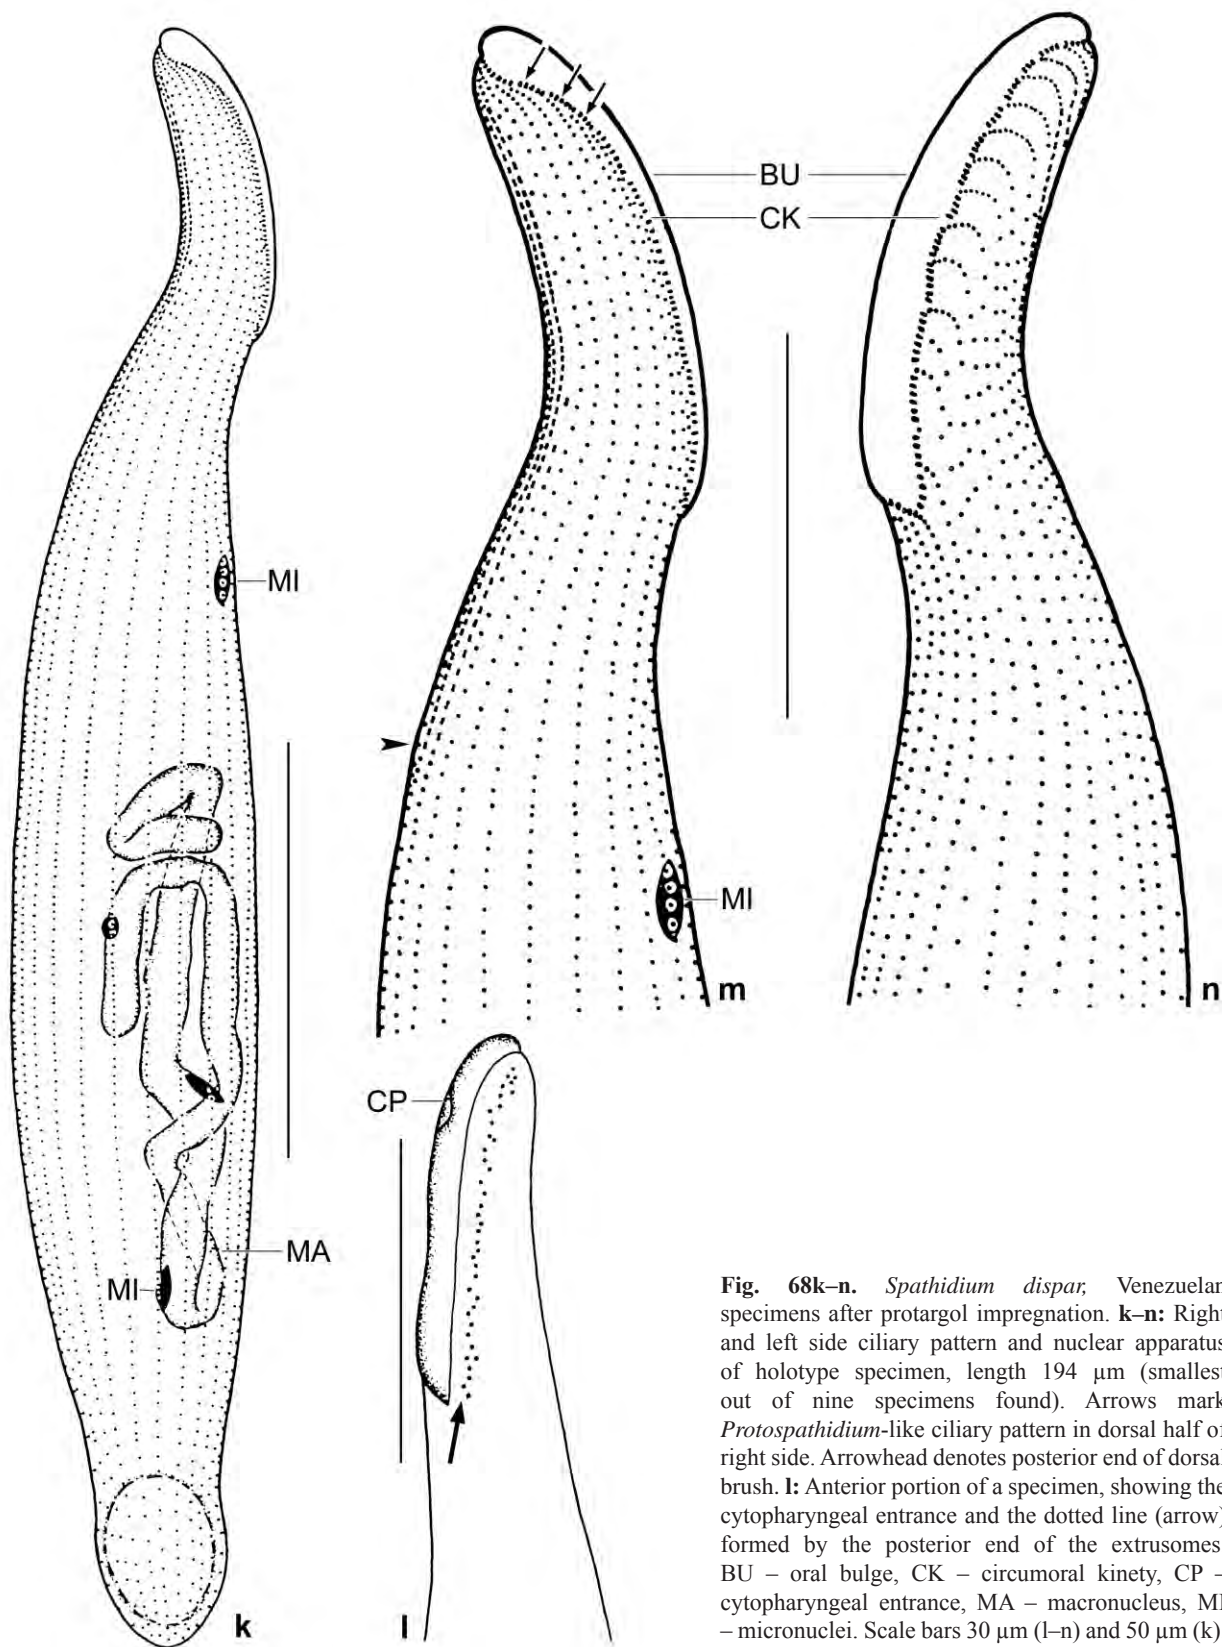 BU
CK
MI
MI
m
n
CP
MA
MI
k
l
Fig. 68k–n. Spathidium dispar, Venezuelan
specimens after protargol impregnation. k–n: Right
and left side ciliary pattern and nuclear apparatus
of holotype specimen, length 194 µm (smallest
out of nine specimens found). Arrows mark
Protospathidium-like ciliary pattern in dorsal half of
right side. Arrowhead denotes posterior end of dorsal
brush. l: Anterior portion of a specimen, showing the
cytopharyngeal entrance and the dotted line (arrow)
formed by the posterior end of the extrusomes
BU – oral bulge, CK – circumoral kinety, CP –
cytopharyngeal entrance, MA – macronucleus, MI
– micronuclei. Scale bars 30 µm (l–n) and 50 µm (k)